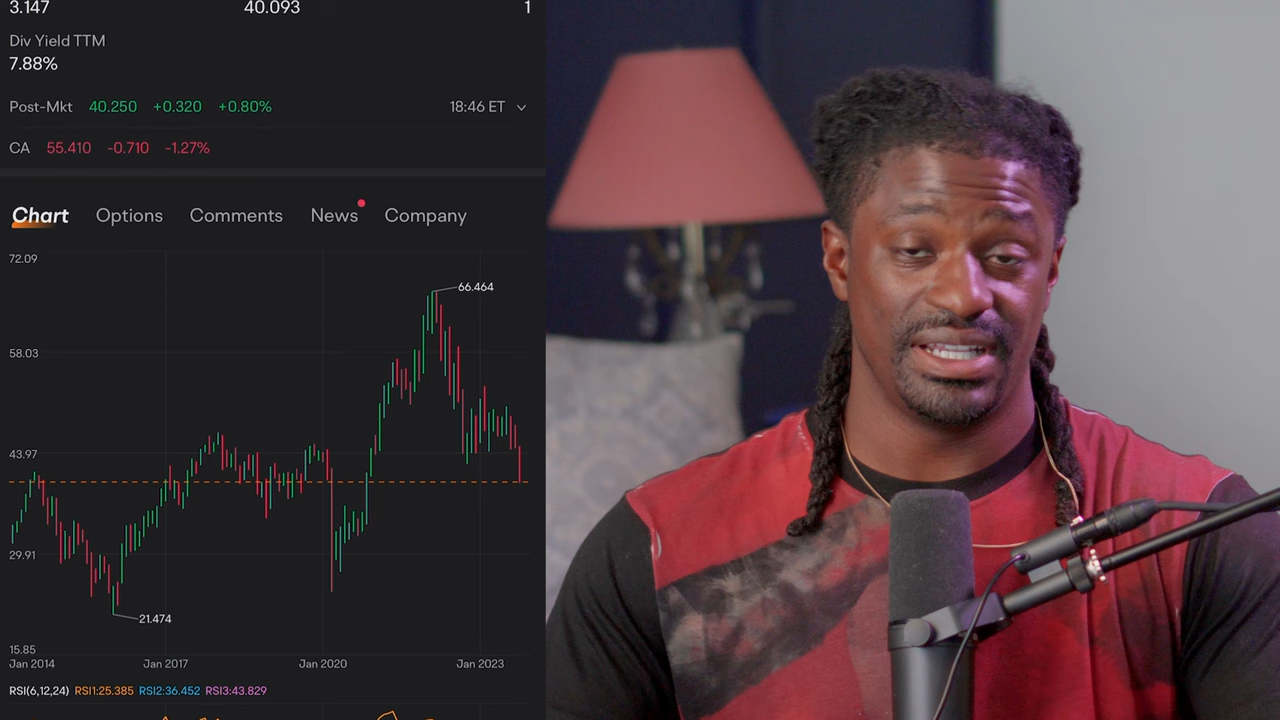 3.147 40.093 1
Div Yield TTM
7.88%
Post-Mkt 40.250 +0.320 +0.80% 18:46 ET
CA 55.410 -0.710 -1.27%
Chart Options Comments News Company
72.09
66.464
58.03
43.97
29.91
21.474
15.85
Jan 2014 Jan 2017 Jan 2020 Jan 2023
RSI(6,12,24) RSI1:25.385 RSI2:36.452 RSI3:43.829